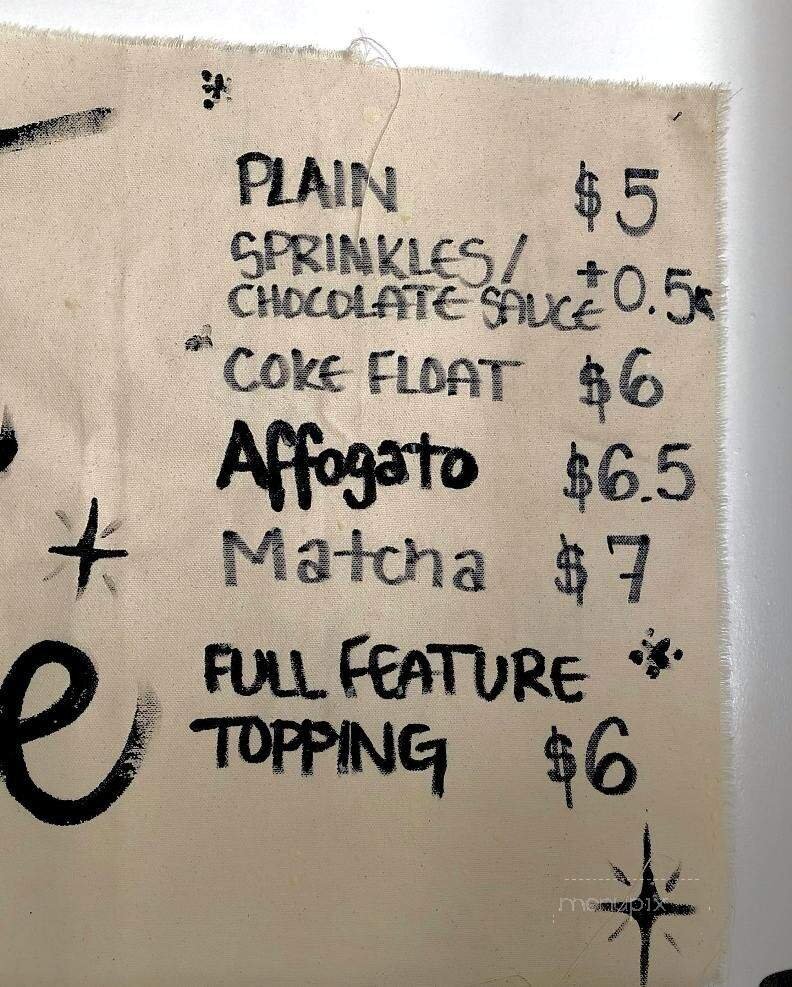 PLAIN $5
SPRINKLES/
CHOCOLATE SAUCE +0.5
COKE FLOAT $6
Affogato $6.5
Matcha $7
FULL FEATURE
TOPPING $6
e
menupix